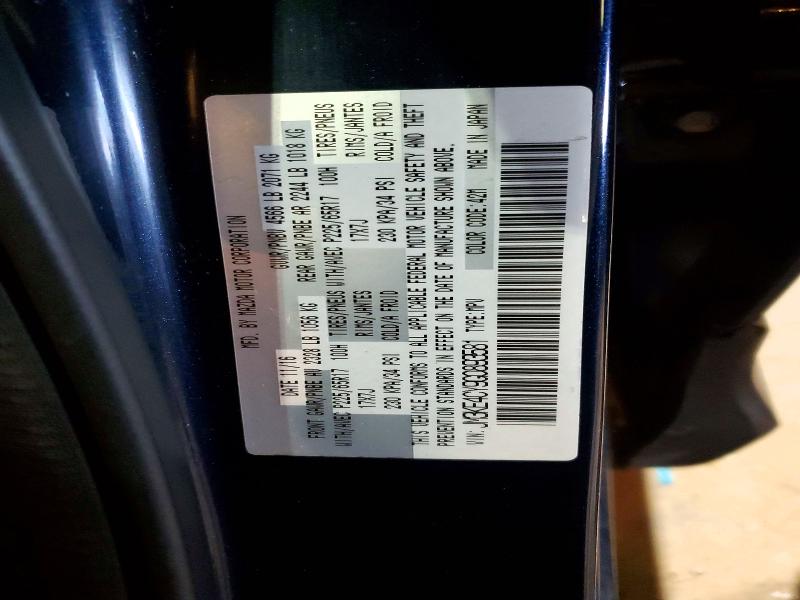 MFD. BY MAZDA MOTOR CORPORATION
DATE 11/16 GVWR/PNBV 4566 LB 2071 KG
FRONT GAWR/PNBE AV 2328 LB 1056 KG REAR GAWR/PNBE AR 2244 LB 1018 KG
WITH/AVEC P225/65R17 100H TIRES/PNEUS WITH/AVEC P225/65R17 100H TIRES/PNEUS
17X7J RIMS/JANTES 17X7J RIMS/JANTES
230 KPA/34 PSI COLD/A FROID 230 KPA/34 PSI COLD/A FROID
THIS VEHICLE CONFORMS TO ALL APPLICABLE FEDERAL MOTOR VEHICLE SAFETY AND THEFT
PREVENTION STANDARDS IN EFFECT ON THE DATE OF MANUFACTURE SHOWN ABOVE.
VIN: TYPE:MPV COLOR CODE:42M MADE IN JAPAN